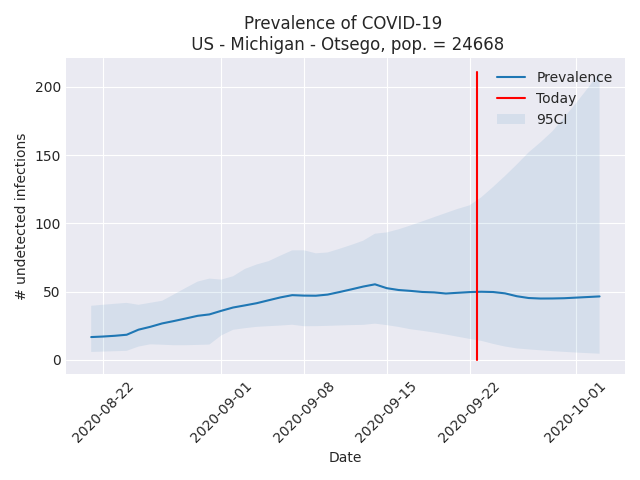 Prevalence of COVID-19
US - Michigan - Otsego, pop. = 24668
Prevalence
Today
95CI
200
150
100
50
0
# undetected infections
2020-08-22
2020-09-01
2020-09-08
2020-09-15
2020-09-22
2020-10-01
Date